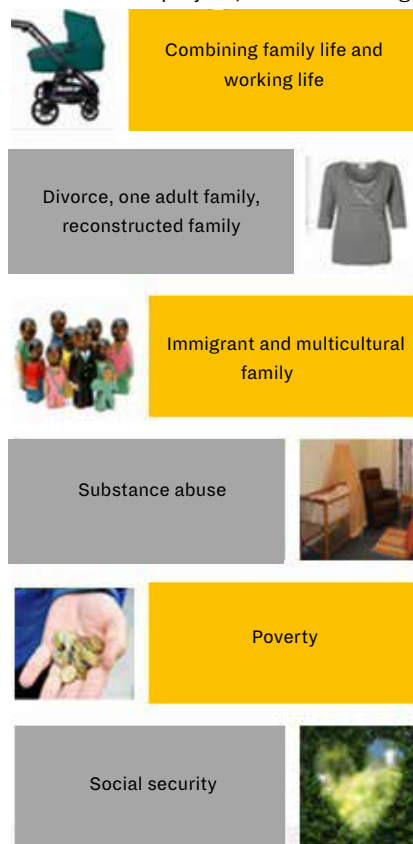 Combining family life and
working life
Divorce, one adult family,
reconstructed family
Immigrant and multicultural
family
Substance abuse
Poverty
Social security